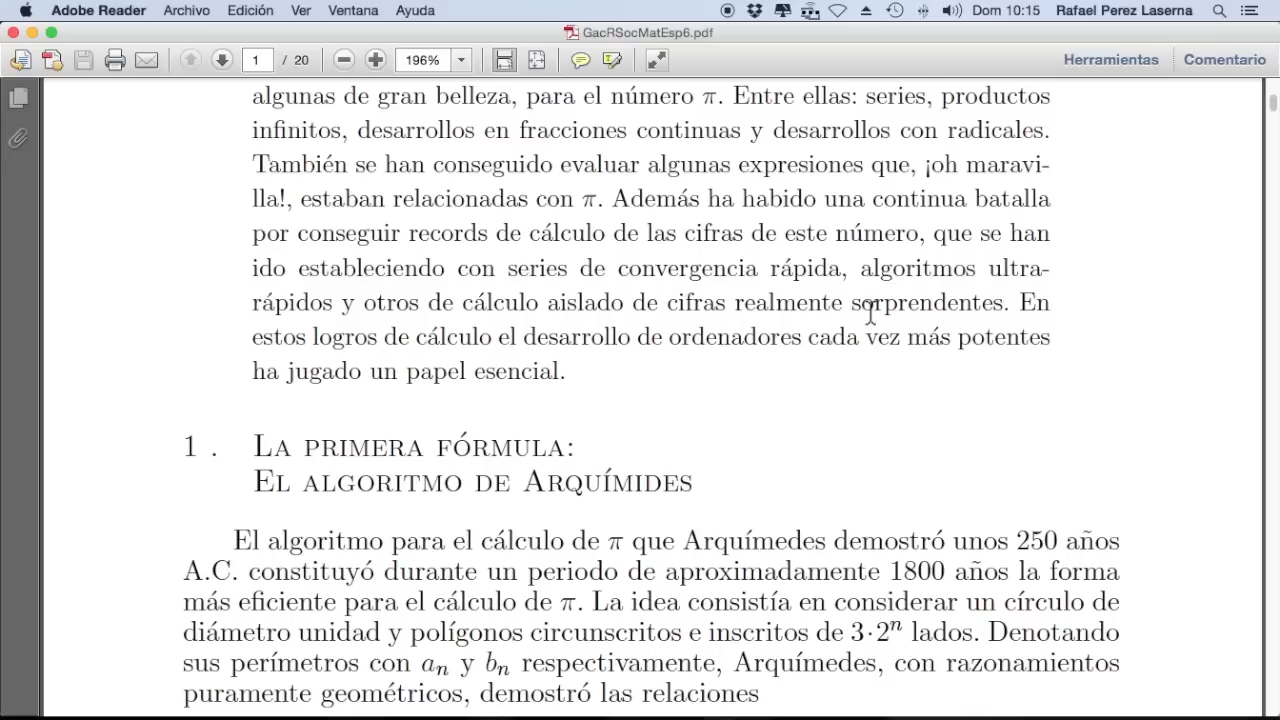 Adobe Reader Archivo Edición Ver Ventana Ayuda Dom 10:15 Rafael Perez Laserna
GacRSocMatEsp6.pdf
1 / 20 196% Herramientas Comentario
algunas de gran belleza, para el número π. Entre ellas: series, productos
infinitos, desarrollos en fracciones continuas y desarrollos con radicales.
También se han conseguido evaluar algunas expresiones que, ¡oh maravi-
lla!, estaban relacionadas con π. Además ha habido una continua batalla
por conseguir records de cálculo de las cifras de este número, que se han
ido estableciendo con series de convergencia rápida, algoritmos ultra-
rápidos y otros de cálculo aislado de cifras realmente sorprendentes. En
estos logros de cálculo el desarrollo de ordenadores cada vez más potentes
ha jugado un papel esencial.
1 . La primera fórmula:
El algoritmo de Arquímides
El algoritmo para el cálculo de π que Arquímedes demostró unos 250 años
A.C. constituyó durante un periodo de aproximadamente 1800 años la forma
más eficiente para el cálculo de π. La idea consistía en considerar un círculo de
diámetro unidad y polígonos circunscritos e inscritos de 3·2ⁿ lados. Denotando
sus perímetros con aₙ y bₙ respectivamente, Arquímedes, con razonamientos
puramente geométricos, demostró las relaciones